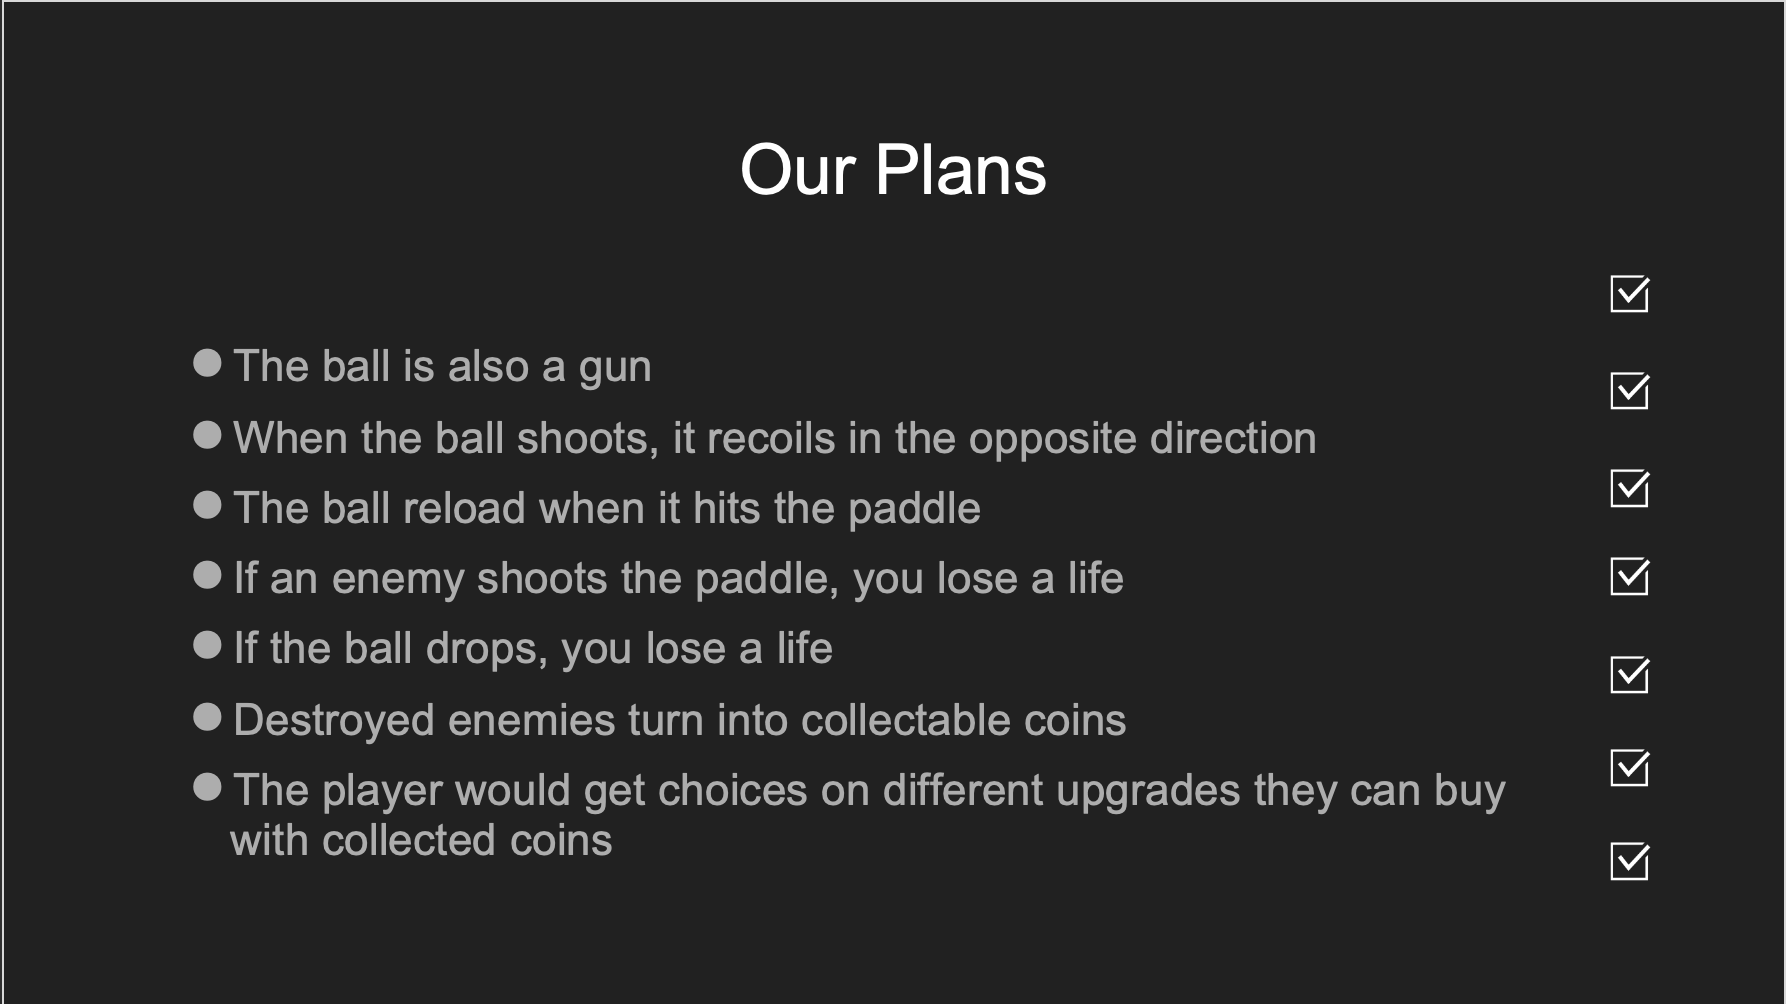 Our Plans
The ball is also a gun
When the ball shoots, it recoils in the opposite direction
The ball reload when it hits the paddle
If an enemy shoots the paddle, you lose a life
If the ball drops, you lose a life
Destroyed enemies turn into collectable coins
The player would get choices on different upgrades they can buy
with collected coins